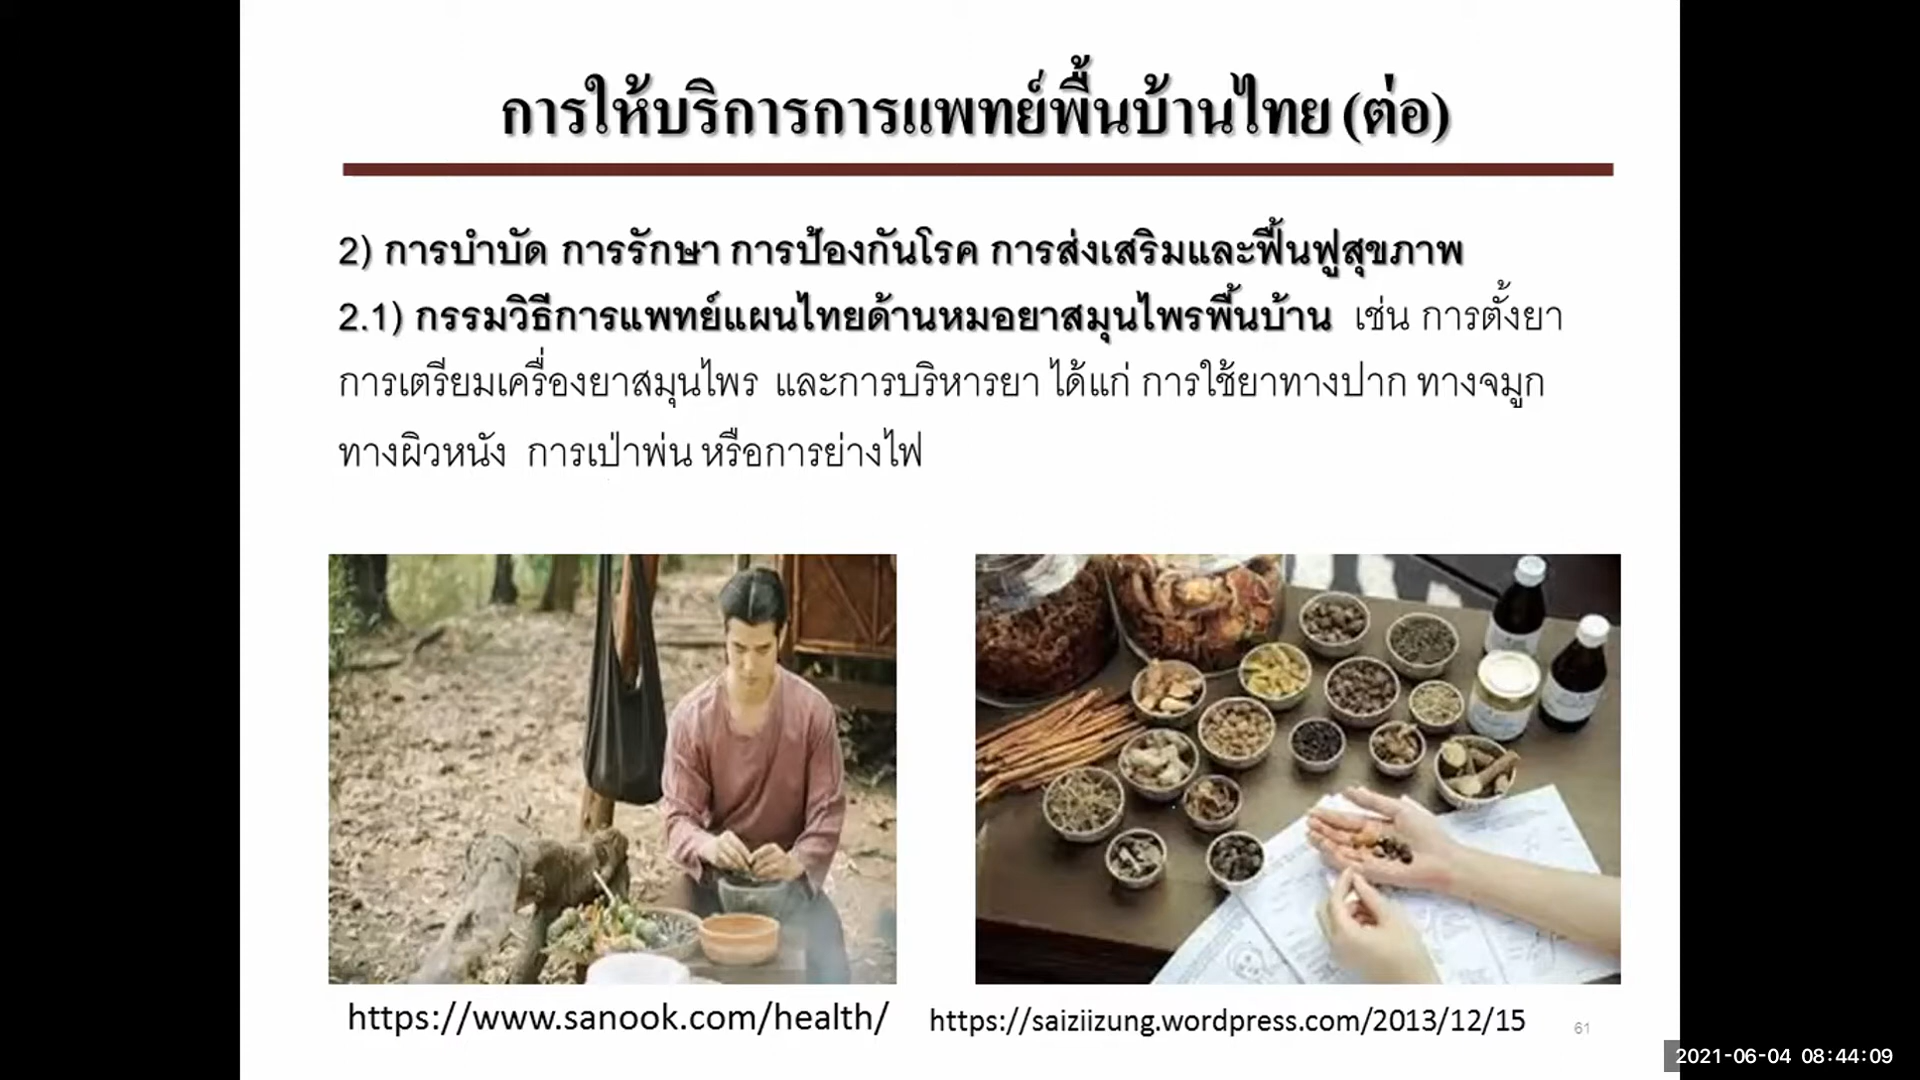 การให้บริการการแพทย์พื้นบ้านไทย (ต่อ)
2) การบำบัด การรักษา การป้องกันโรค การส่งเสริมและฟื้นฟูสุขภาพ
2.1) กรรมวิธีการแพทย์แผนไทยด้านหมอยาสมุนไพรพื้นบ้าน เช่น การตั้งยา
การเตรียมเครื่องยาสมุนไพร และการบริหารยา ได้แก่ การใช้ยาทางปาก ทางจมูก
ทางผิวหนัง การเป่าพ่น หรือการย่างไฟ
https://www.sanook.com/health/
https://saiziizung.wordpress.com/2013/12/15
61
2021-06-04 08:44:09